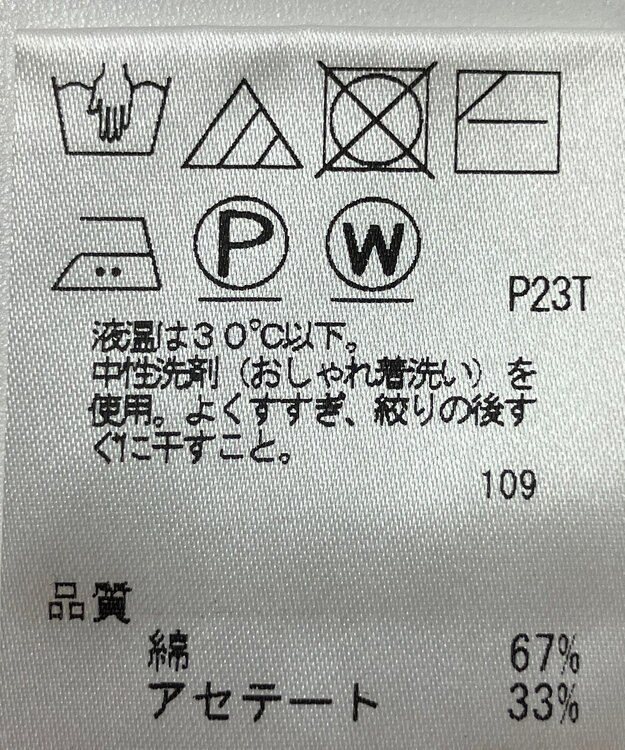 P W
P23T
液温は30℃以下。
中性洗剤（おしゃれ着洗い）を
使用。よくすすぎ、絞りの後す
ぐに干すこと。
109
品質
綿 67%
アセテート 33%